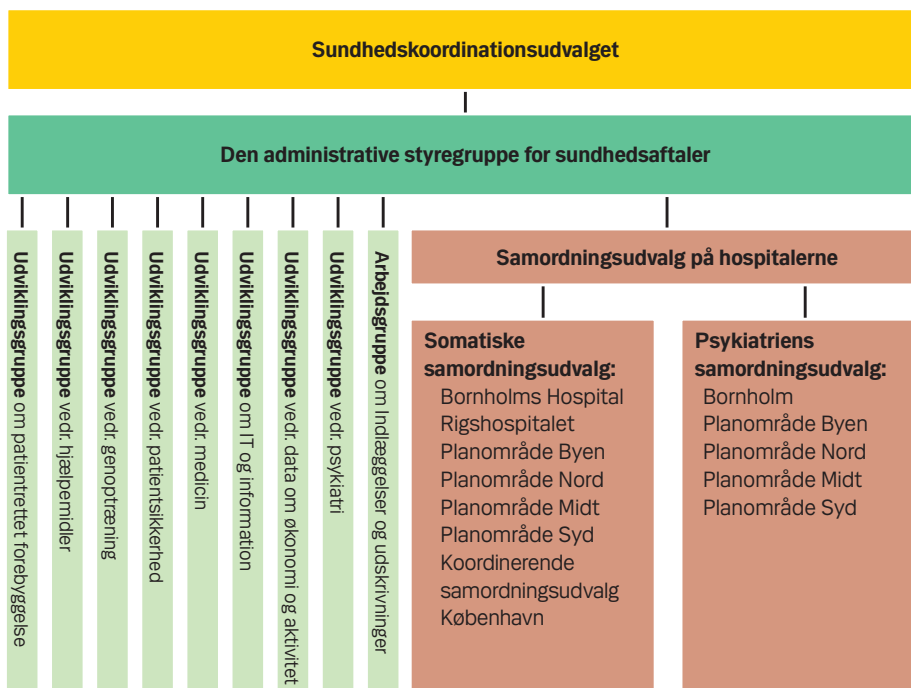 Sundhedskoordinationsudvalget
Den administrative styregruppe for sundhedsaftaler
Udviklingsgruppe om patientrettet forebyggelse
Udviklingsgruppe vedr. hjælpemidler
Udviklingsgruppe vedr. genoptræning
Udviklingsgruppe vedr. patientsikkerhed
Udviklingsgruppe vedr. medicin
Udviklingsgruppe om IT og information
Udviklingsgruppe vedr. data om økonomi og aktivitet
Udviklingsgruppe vedr. psykiatri
Arbejdsgruppe om Indlæggelser og udskrivninger
Samordningsudvalg på hospitalerne
Somatiske
samordningsudvalg:
Bornholms Hospital
Rigshospitalet
Planområde Byen
Planområde Nord
Planområde Midt
Planområde Syd
Koordinerende
samordningsudvalg
København
Psykiatriens
samordningsudvalg:
Bornholm
Planområde Byen
Planområde Nord
Planområde Midt
Planområde Syd